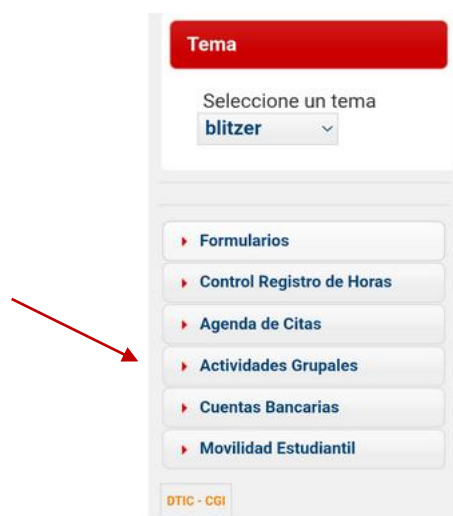 Tema
Seleccione un tema
blitzer
Formularios
Control Registro de Horas
Agenda de Citas
Actividades Grupales
Cuentas Bancarias
Movilidad Estudiantil
DTIC - CGI